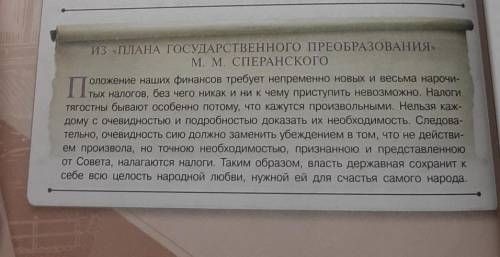 ИЗ «ПЛАНА ГОСУДАРСТВЕННОГО ПРЕОБРАЗОВАНИЯ»
М. М. СПЕРАНСКОГО
Положение наших финансов требует непременно новых и весьма нарочи-
тых налогов, без чего никак и ни к чему приступить невозможно. Налоги
тягостны бывают особенно потому, что кажутся произвольными. Нельзя каж-
дому с очевидностью и подробностью доказать их необходимость. Следова-
тельно, очевидность сию должно заменить убеждением в том, что не действи-
ем произвола, но точно необходимостью, признанною и представленною
от Совета, налагаются налоги. Таким образом, власть державная сохранит к
себе всю целость народной любви, нужной ей для счастья самого народа.